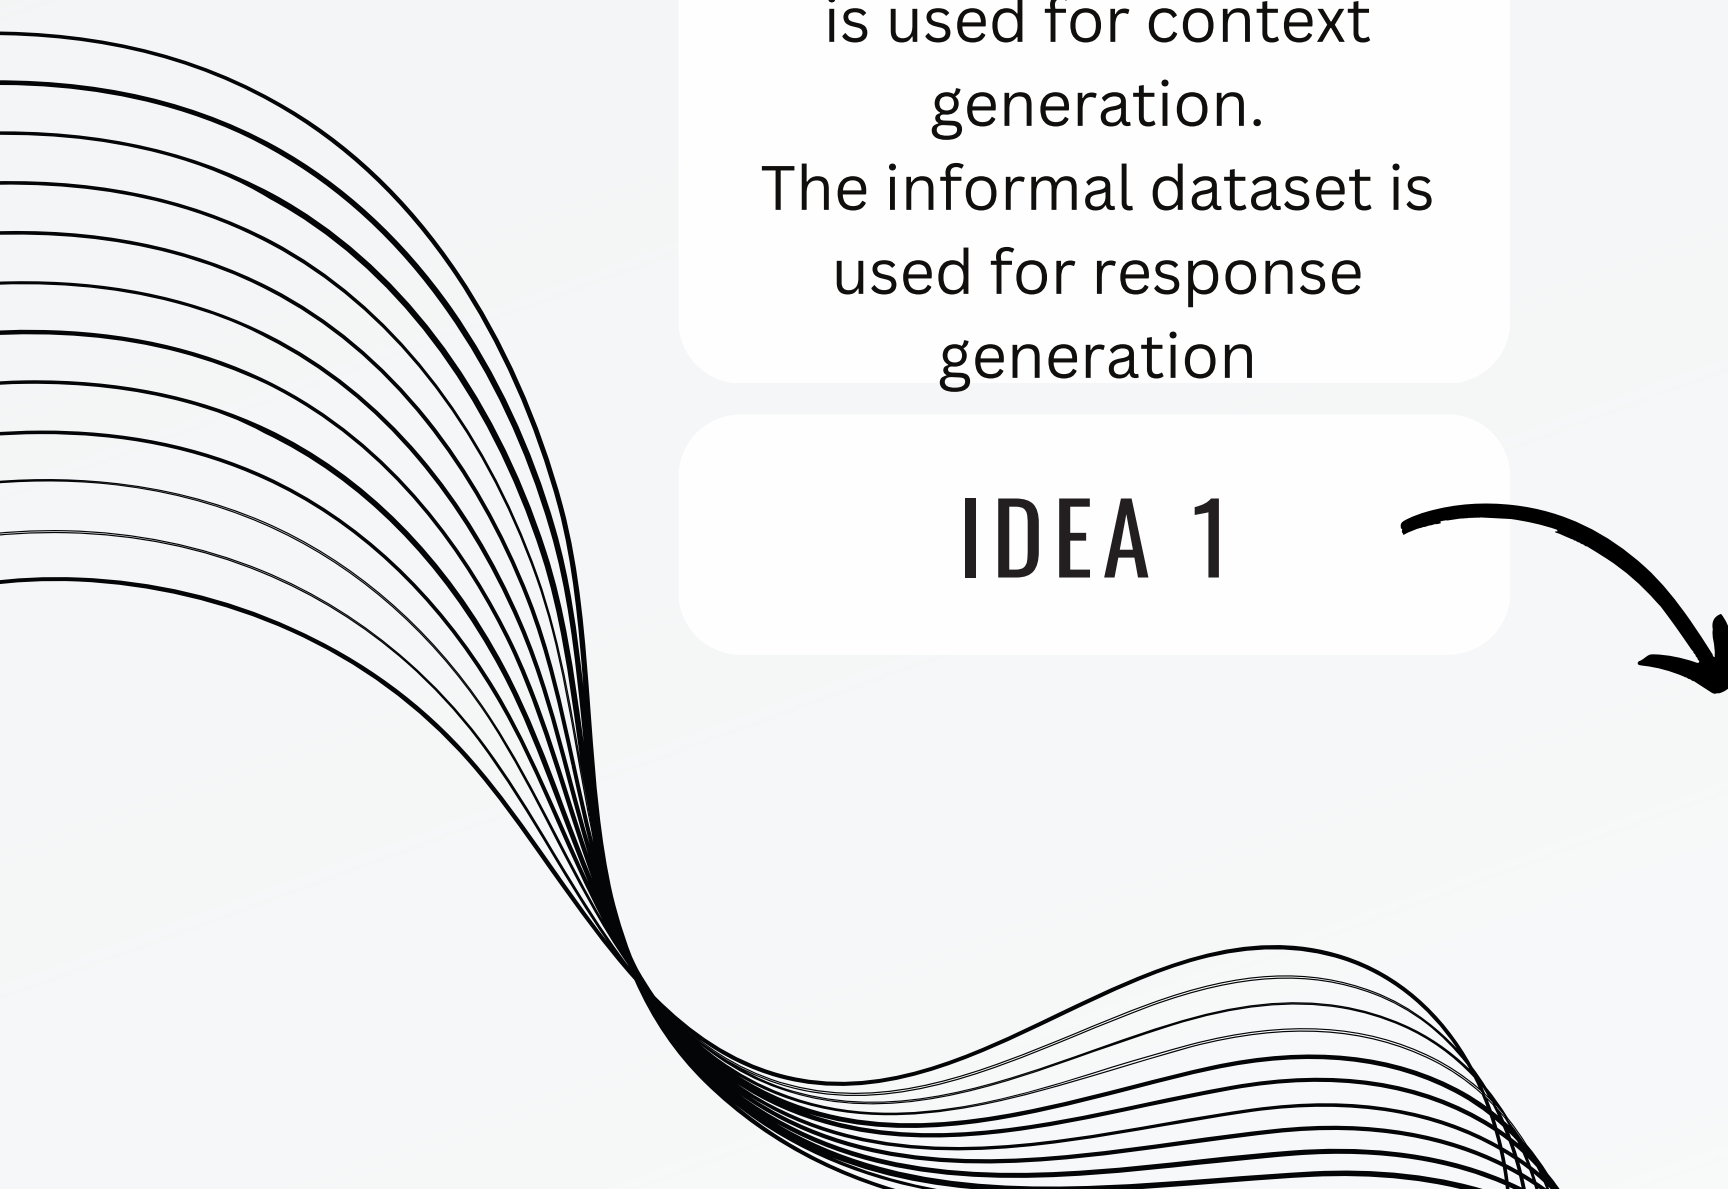 is used for context
generation.
The informal dataset is
used for response
generation
IDEA 1